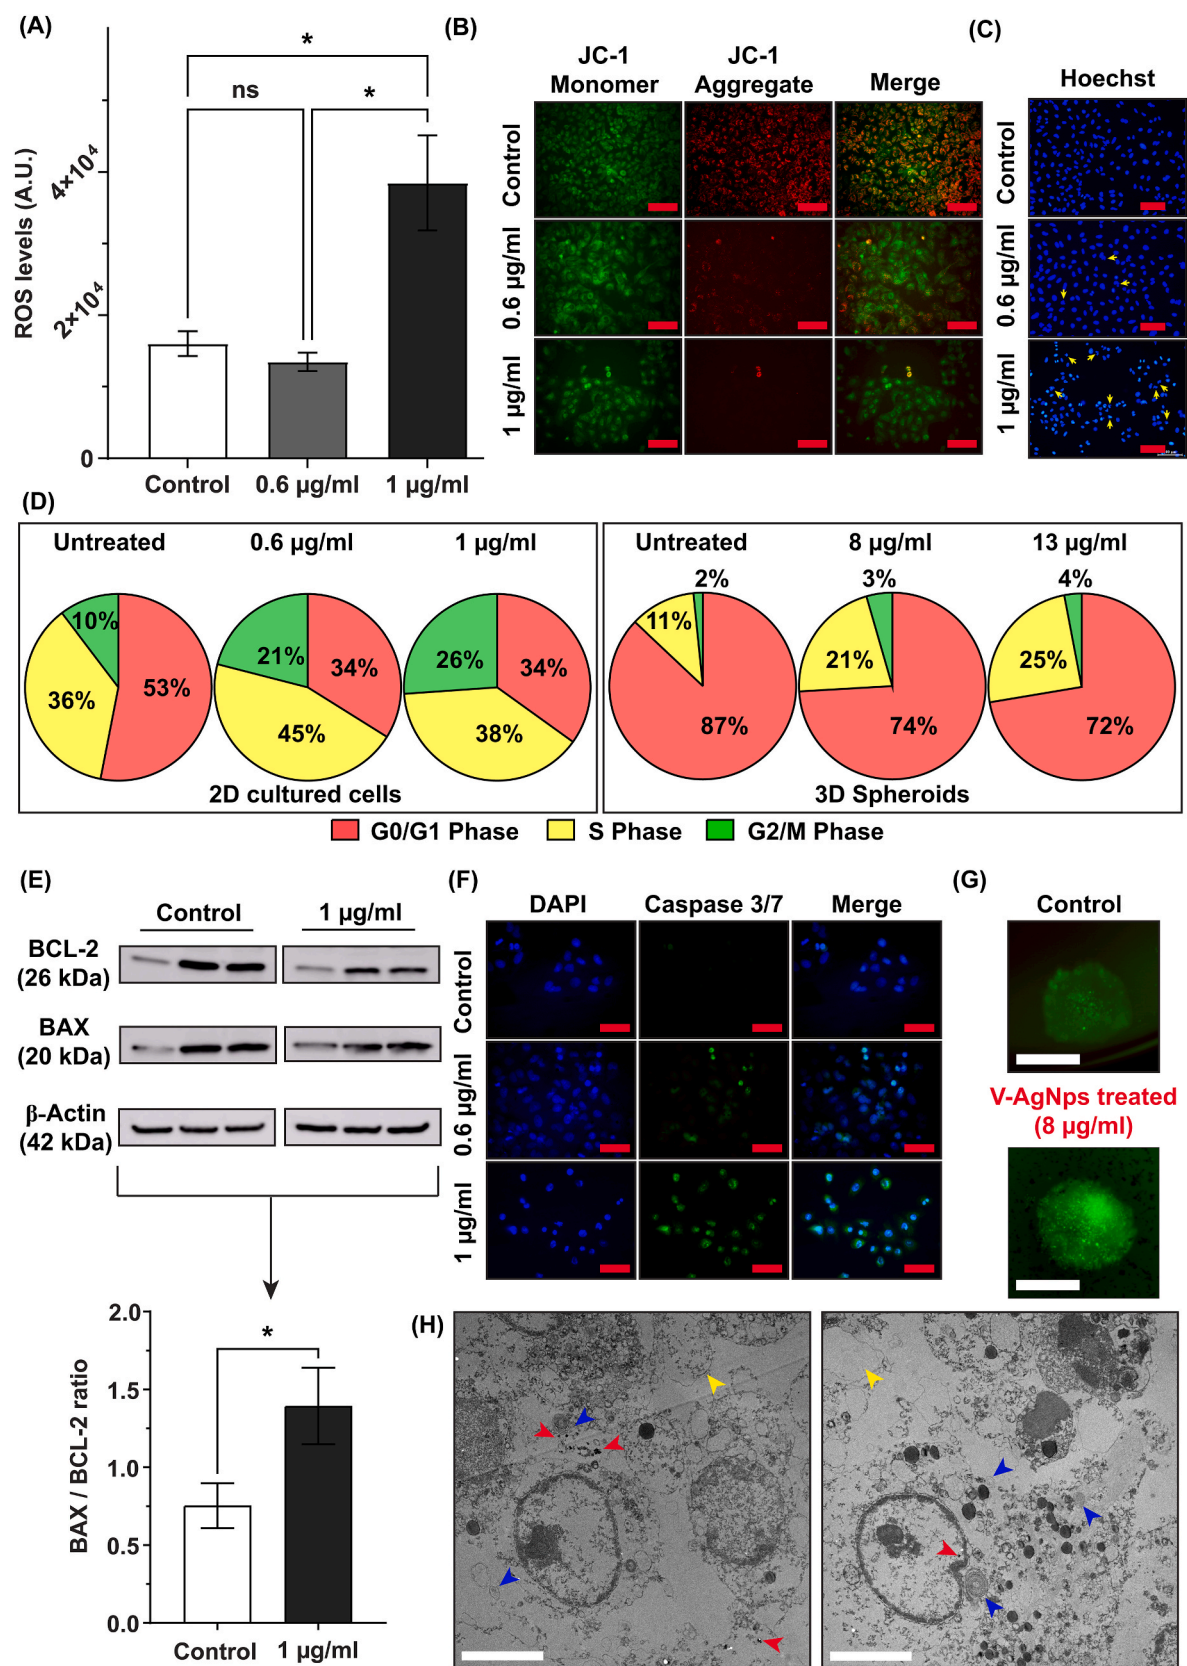 (A)
ROS levels (A.U.)
4×10⁴
2×10⁴
0
*
ns
*
Control
0.6 µg/ml
1 µg/ml
(B)
JC-1
Monomer
JC-1
Aggregate
Merge
Control
0.6 µg/ml
1 µg/ml
(C)
Hoechst
Control
0.6 µg/ml
1 µg/ml
(D)
Untreated
0.6 µg/ml
1 µg/ml
10%
36%
53%
21%
34%
45%
26%
34%
38%
2D cultured cells
Untreated
8 µg/ml
13 µg/ml
2%
11%
87%
3%
21%
74%
4%
25%
72%
3D Spheroids
G0/G1 Phase
S Phase
G2/M Phase
(E)
Control
1 µg/ml
BCL-2
(26 kDa)
BAX
(20 kDa)
β-Actin
(42 kDa)
BAX / BCL-2 ratio
2.0
1.5
1.0
0.5
0.0
*
Control
1 µg/ml
(F)
DAPI
Caspase 3/7
Merge
Control
0.6 µg/ml
1 µg/ml
(G)
Control
V-AgNps treated
(8 µg/ml)
(H)